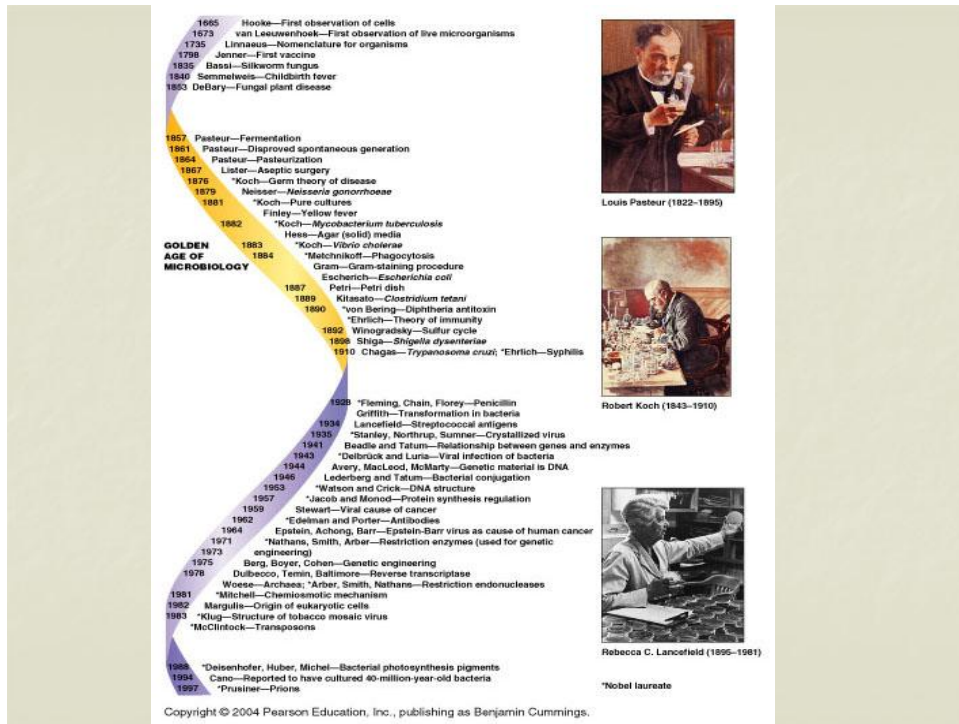 1665 Hooke—First observation of cells
1673 van Leeuwenhoek—First observation of live microorganisms
1735 Linnaeus—Nomenclature for organisms
1798 Jenner—First vaccine
1835 Bassi—Silkworm fungus
1840 Semmelweis—Childbirth fever
1853 DeBary—Fungal plant disease
1857 Pasteur—Fermentation
1861 Pasteur—Disproved spontaneous generation
1864 Pasteur—Pasteurization
1867 Lister—Aseptic surgery
1876 *Koch—Germ theory of disease
1879 Neisser—Neisseria gonorrhoeae
1881 *Koch—Pure cultures
Finley—Yellow fever
1882 *Koch—Mycobacterium tuberculosis
Hess—Agar (solid) media
GOLDEN
AGE OF
MICROBIOLOGY
1883 *Koch—Vibrio cholerae
1884 *Metchnikoff—Phagocytosis
Gram—Gram-staining procedure
Escherich—Escherichia coli
1887 Petri—Petri dish
1889 Kitasato—Clostridium tetani
1890 *von Bering—Diphtheria antitoxin
*Ehrlich—Theory of immunity
1892 Winogradsky—Sulfur cycle
1898 Shiga—Shigella dysenteriae
1910 Chagas—Trypanosoma cruzi; *Ehrlich—Syphilis
1928 *Fleming, Chain, Florey—Penicillin
Griffith—Transformation in bacteria
1934 Lancefield—Streptococcal antigens
1935 *Stanley, Northrup, Sumner—Crystallized virus
1941 Beadle and Tatum—Relationship between genes and enzymes
1943 *Delbrück and Luria—Viral infection of bacteria
1944 Avery, MacLeod, McMarty—Genetic material is DNA
1946 Lederberg and Tatum—Bacterial conjugation
1953 *Watson and Crick—DNA structure
1957 *Jacob and Monod—Protein synthesis regulation
1959 Stewart—Viral cause of cancer
1962 *Edelman and Porter—Antibodies
1964 Epstein, Achong, Barr—Epstein-Barr virus as cause of human cancer
1971 *Nathans, Smith, Arber—Restriction enzymes (used for genetic
1973 engineering)
1975 Berg, Boyer, Cohen—Genetic engineering
1978 Dulbecco, Temin, Baltimore—Reverse transcriptase
Woese—Archaea; *Arber, Smith, Nathans—Restriction endonucleases
1981 *Mitchell—Chemiosmotic mechanism
1982 Margulis—Origin of eukaryotic cells
1983 *Klug—Structure of tobacco mosaic virus
*McClintock—Transposons
1988 *Deisenhofer, Huber, Michel—Bacterial photosynthesis pigments
1994 Cano—Reported to have cultured 40-million-year-old bacteria
1997 *Prusiner—Prions
Louis Pasteur (1822–1895)
Robert Koch (1843–1910)
Rebecca C. Lancefield (1895–1981)
*Nobel laureate
Copyright © 2004 Pearson Education, Inc., publishing as Benjamin Cummings.